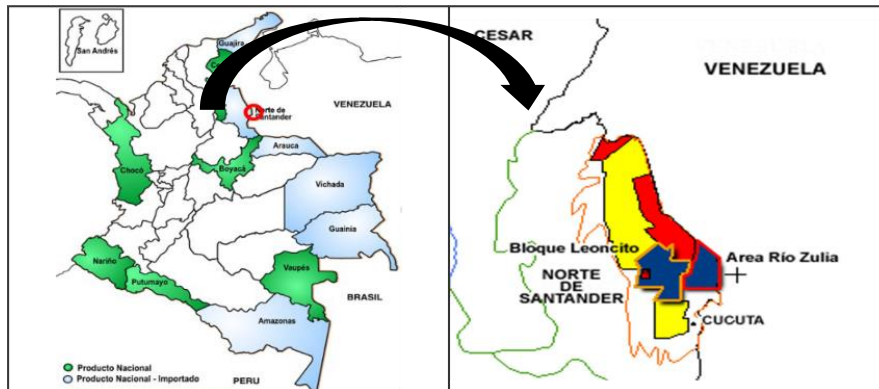 San Andrés
Guajira
VENEZUELA
Norte de
Santander
Arauca
Boyacá
Chocó
Vichada
Guainía
Nariño
Putumayo
Vaupés
BRASIL
Amazonas
Producto Nacional
Producto Nacional - Importado
PERU
CESAR
VENEZUELA
Bloque Leoncito
Area Río Zulia
NORTE
DE
SANTANDER
CUCUTA